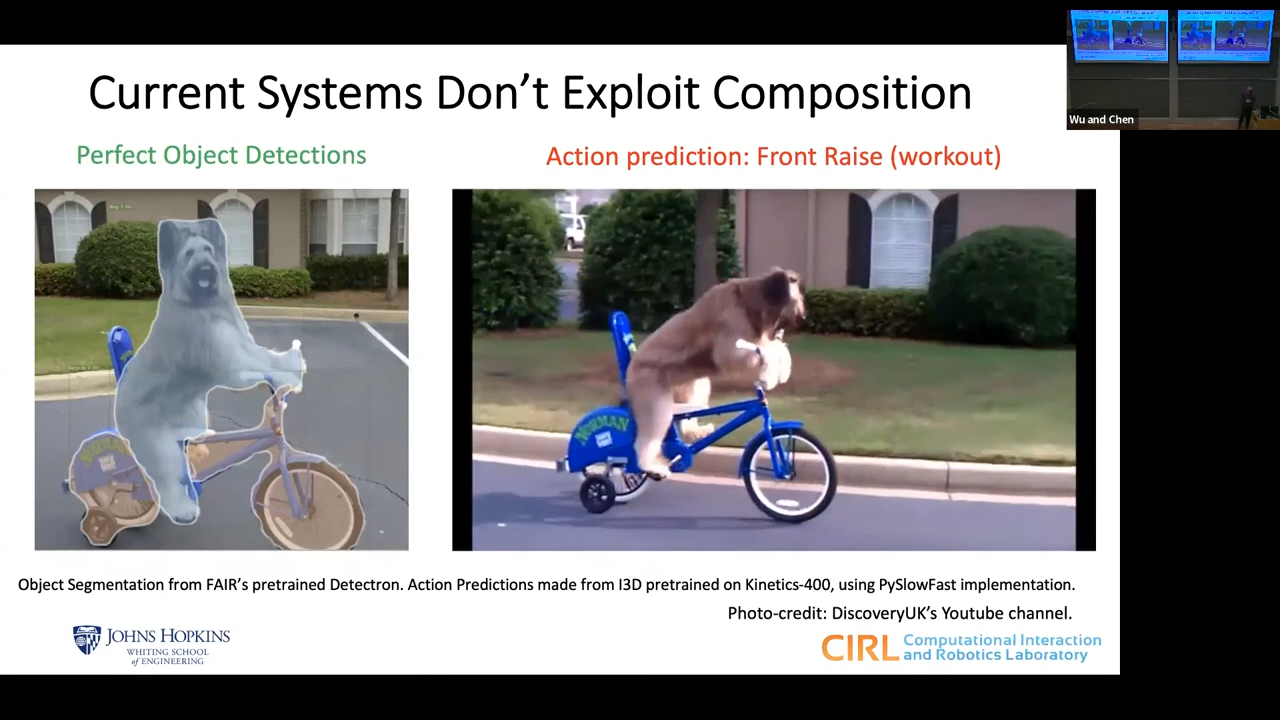 Current Systems Don't Exploit Composition
Wu and Chen
Perfect Object Detections
Action prediction: Front Raise (workout)
NORMAN
Object Segmentation from FAIR's pretrained Detectron. Action Predictions made from I3D pretrained on Kinetics-400, using PySlowFast implementation.
Photo-credit: DiscoveryUK's Youtube channel.
JOHNS HOPKINS
WHITING SCHOOL
of ENGINEERING
CIRL Computational Interaction
and Robotics Laboratory